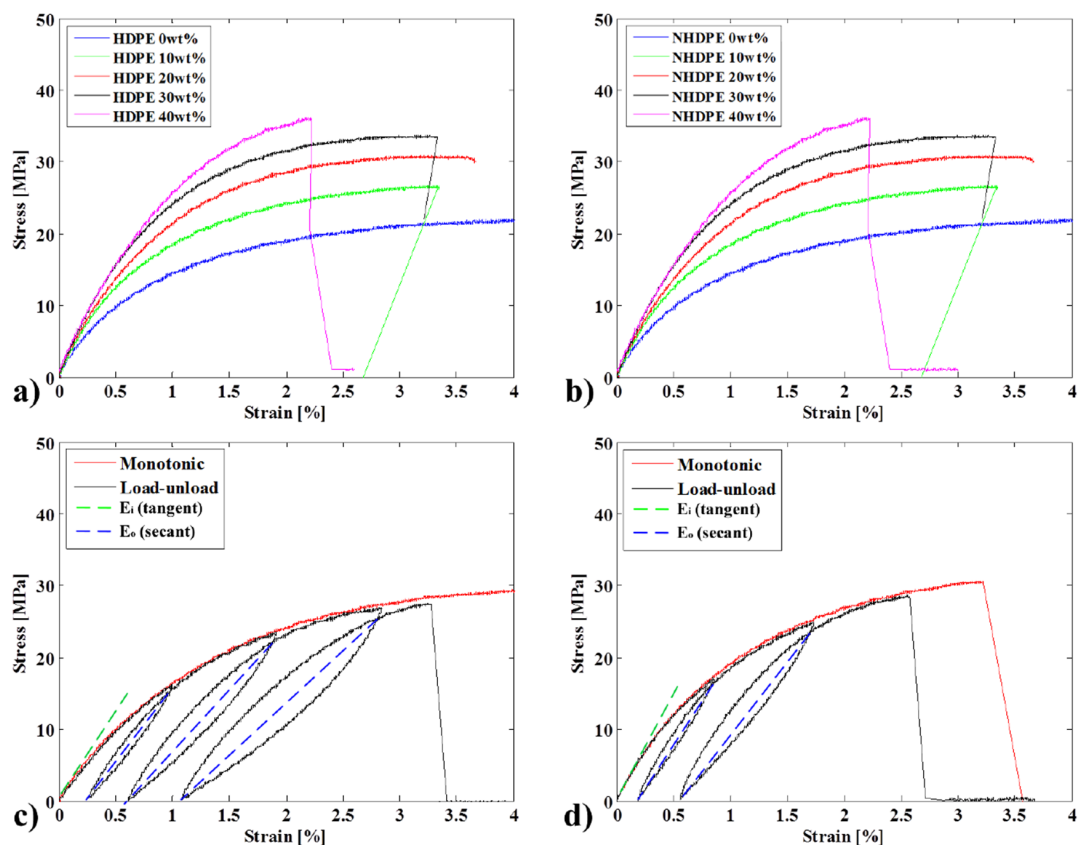 50
40
30
20
10
0
Stress [MPa]
HDPE 0wt%
HDPE 10wt%
HDPE 20wt%
HDPE 30wt%
HDPE 40wt%
0 0.5 1 1.5 2 2.5 3 3.5 4
Strain [%]
a)
50
40
30
20
10
0
Stress [MPa]
NHDPE 0wt%
NHDPE 10wt%
NHDPE 20wt%
NHDPE 30wt%
NHDPE 40wt%
0 0.5 1 1.5 2 2.5 3 3.5 4
Strain [%]
b)
50
40
30
20
10
0
Stress [MPa]
Monotonic
Load-unload
Ei (tangent)
Eo (secant)
0 0.5 1 1.5 2 2.5 3 3.5 4
Strain [%]
c)
50
40
30
20
10
0
Stress [MPa]
Monotonic
Load-unload
Ei (tangent)
Eo (secant)
0 0.5 1 1.5 2 2.5 3 3.5 4
Strain [%]
d)